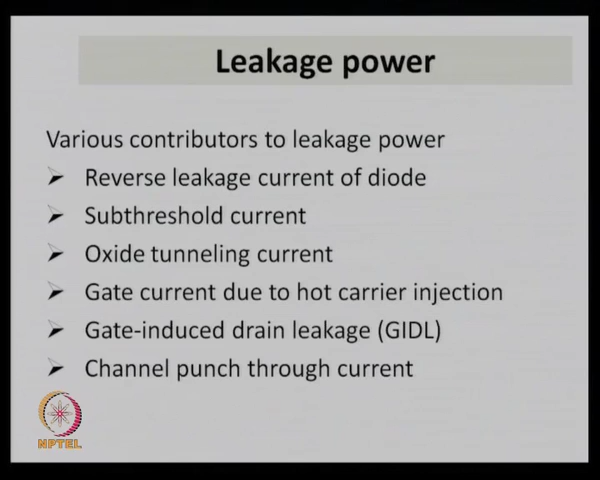 Leakage power
Various contributors to leakage power
➤ Reverse leakage current of diode
➤ Subthreshold current
➤ Oxide tunneling current
➤ Gate current due to hot carrier injection
➤ Gate-induced drain leakage (GIDL)
➤ Channel punch through current
NPTEL